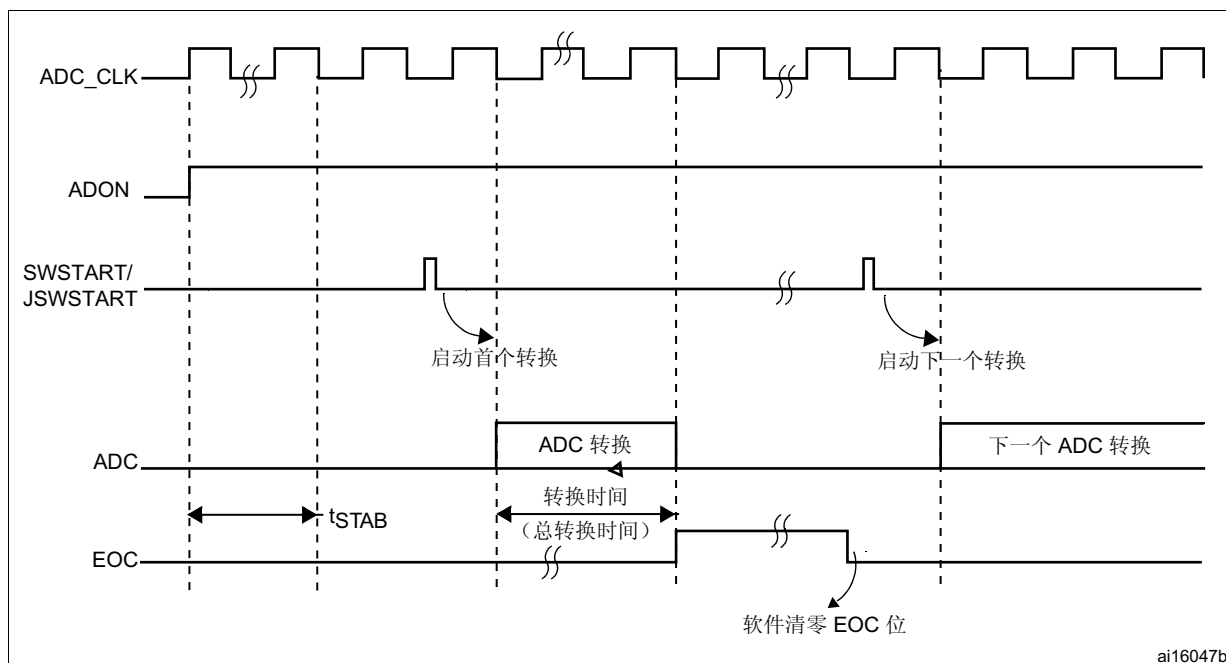 ADC_CLK
ADON
SWSTART/
JSWSTART
启动首个转换
启动下一个转换
ADC 转换
下一个 ADC 转换
ADC
转换时间
tSTAB
（总转换时间）
EOC
软件清零 EOC 位
ai16047b